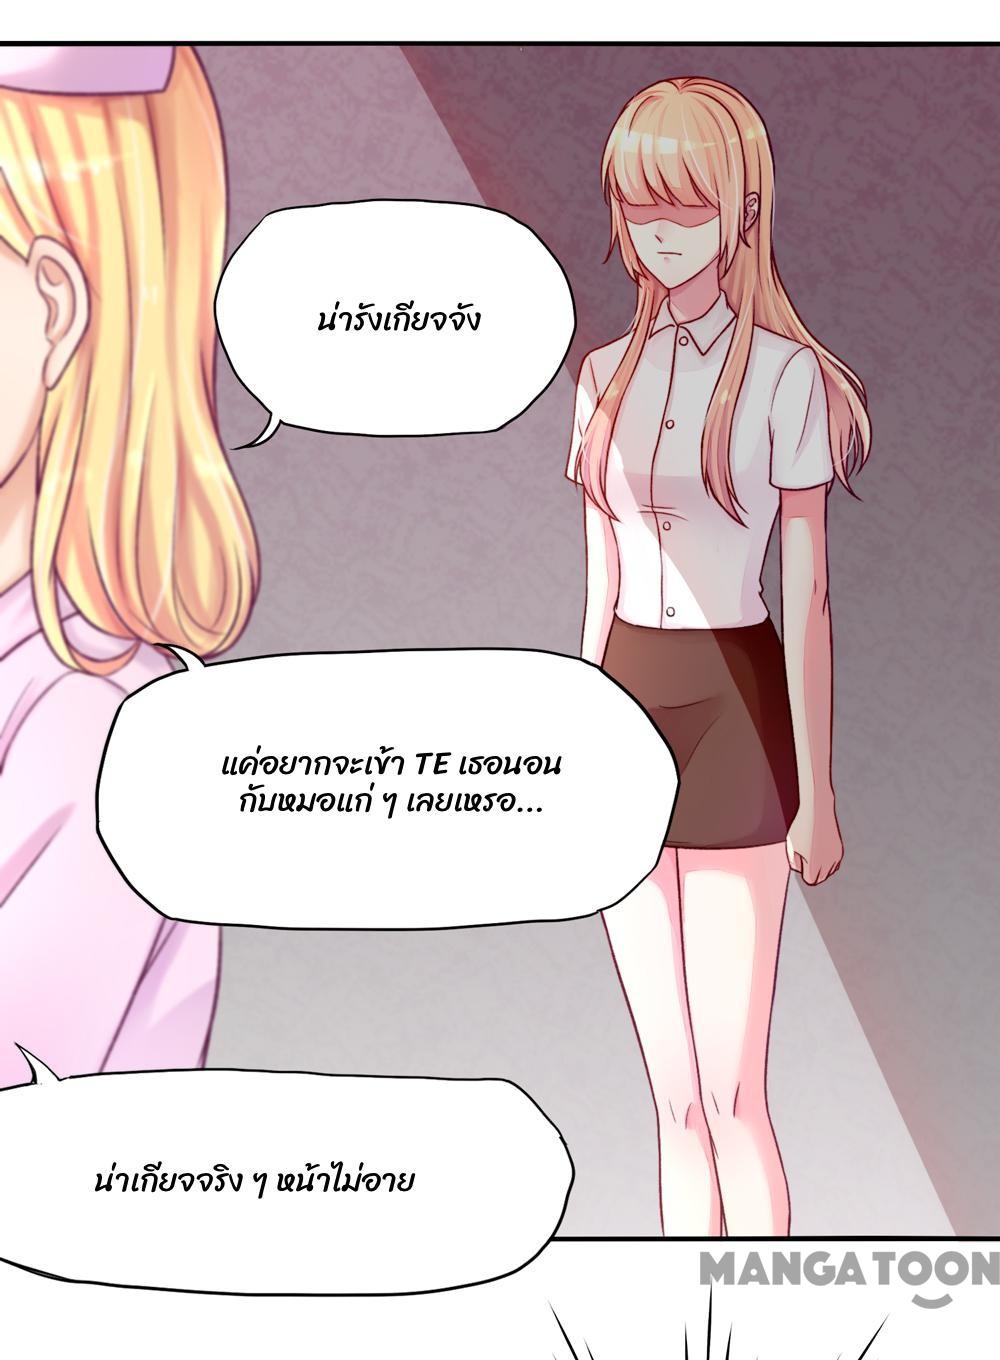 น่ารังเกียจจัง
แค่อยากจะเข้า TE เธอนอน
กับหมอแก่ ๆ เลยเหรอ...
น่าเกียจจริง ๆ หน้าไม่อาย
MANGATOON